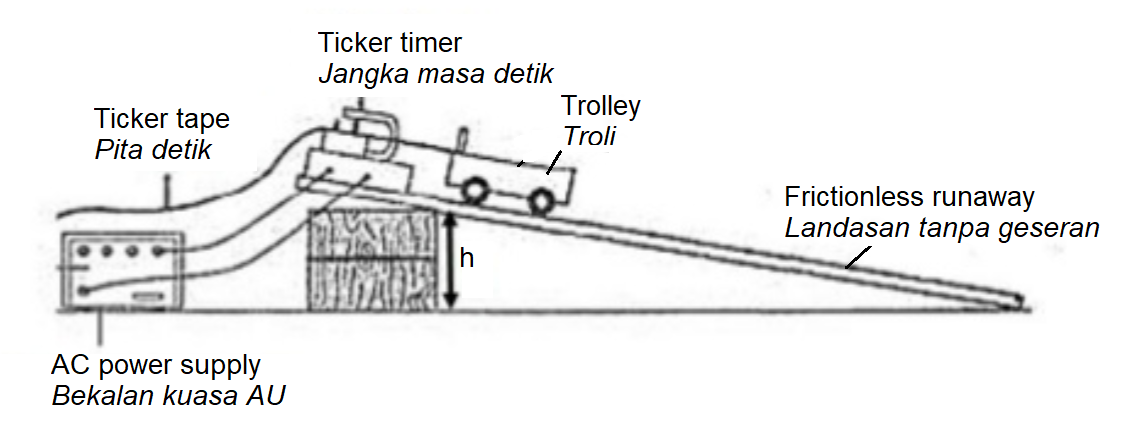 Ticker timer
Jangka masa detik
Trolley
Troli
Ticker tape
Pita detik
Frictionless runaway
Landasan tanpa geseran
h
AC power supply
Bekalan kuasa AU